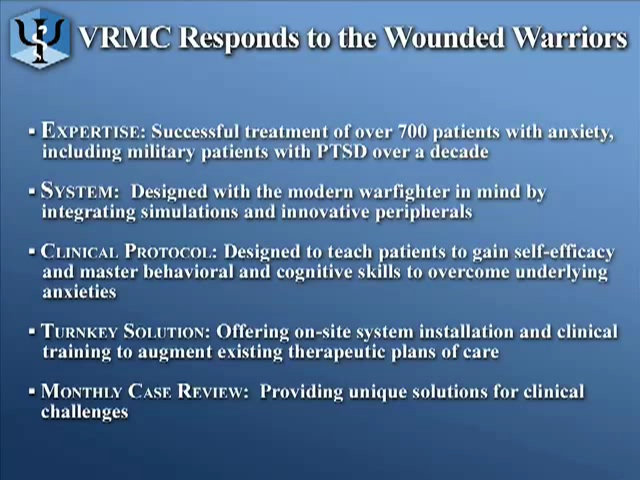 VRMC Responds to the Wounded Warriors
▪ EXPERTISE: Successful treatment of over 700 patients with anxiety,
including military patients with PTSD over a decade
▪ SYSTEM: Designed with the modern warfighter in mind by
integrating simulations and innovative peripherals
▪ CLINICAL PROTOCOL: Designed to teach patients to gain self-efficacy
and master behavioral and cognitive skills to overcome underlying
anxieties
▪ TURNKEY SOLUTION: Offering on-site system installation and clinical
training to augment existing therapeutic plans of care
▪ MONTHLY CASE REVIEW: Providing unique solutions for clinical
challenges